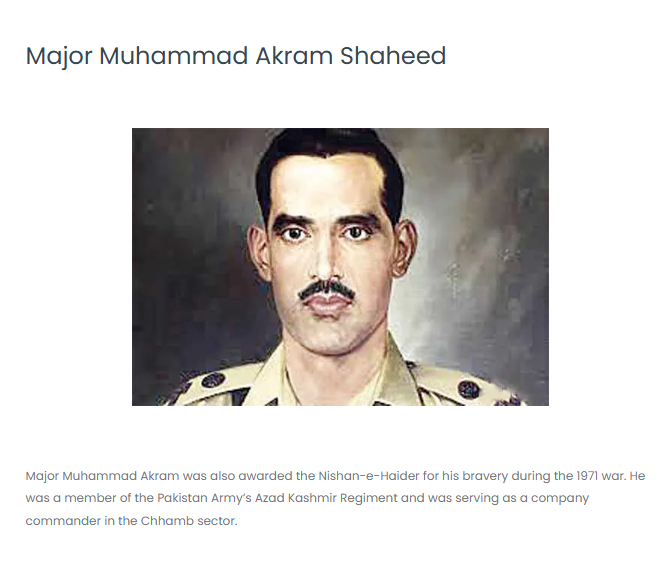 Major Muhammad Akram Shaheed
Major Muhammad Akram was also awarded the Nishan-e-Haider for his bravery during the 1971 war. He
was a member of the Pakistan Army’s Azad Kashmir Regiment and was serving as a company
commander in the Chhamb sector.